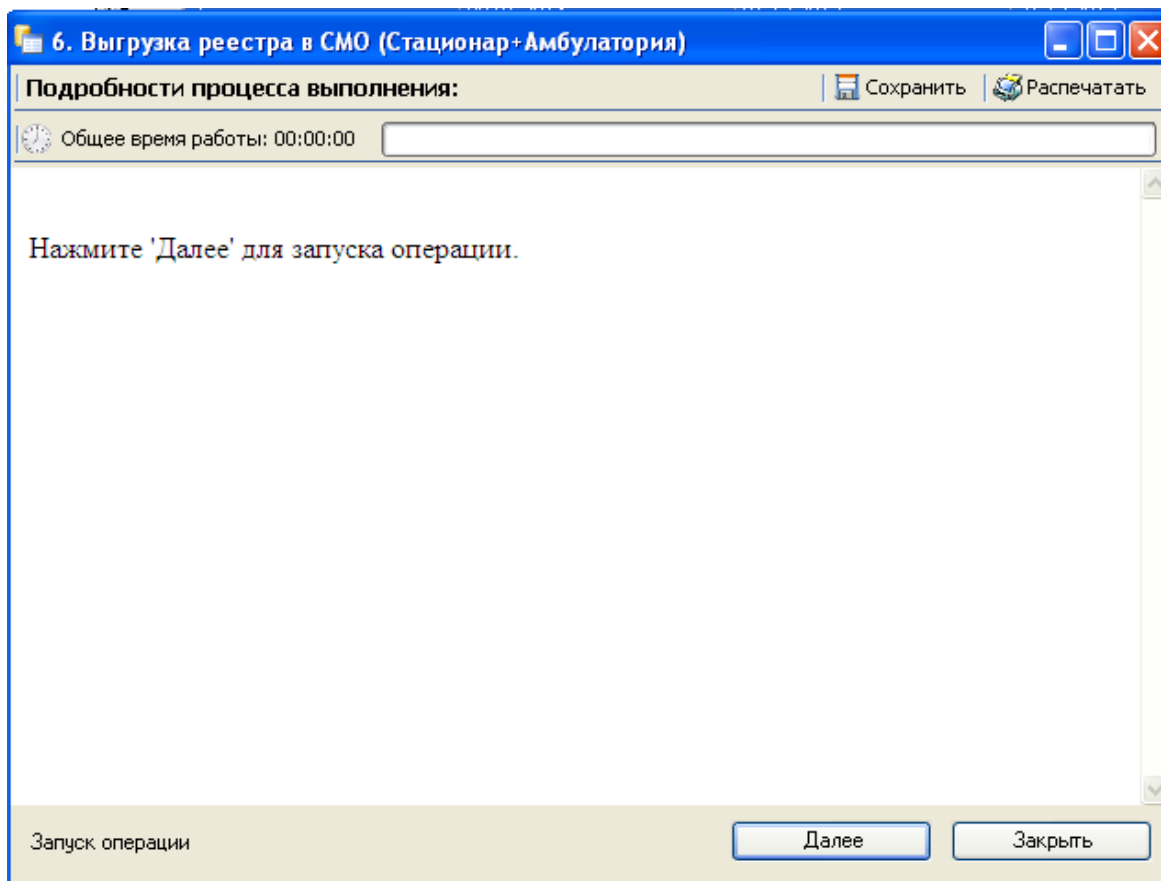 6. Выгрузка реестра в СМО (Стационар+Амбулатория)
Подробности процесса выполнения: Сохранить Распечатать
Общее время работы: 00:00:00
Нажмите 'Далее' для запуска операции.
Запуск операции Далее Закрыть